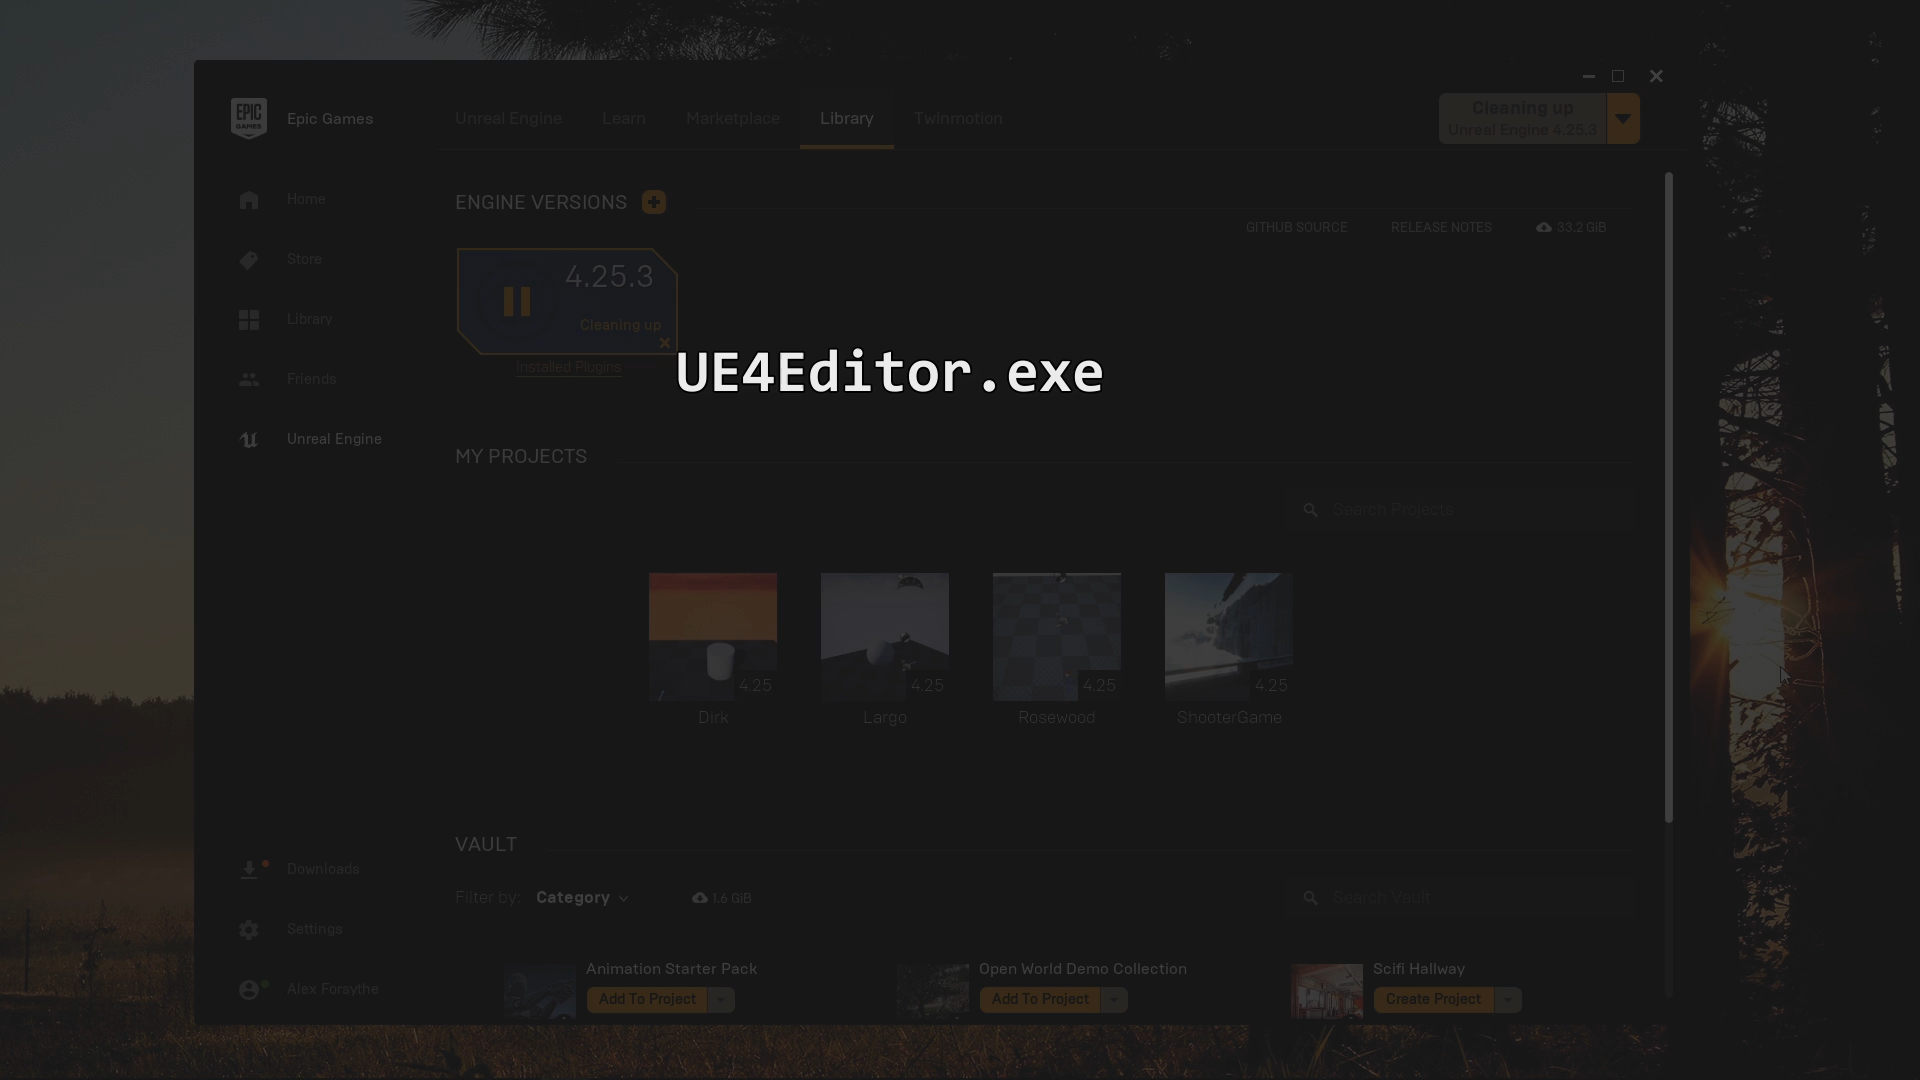 EPIC
GAMES
Epic Games
Unreal Engine
Learn
Marketplace
Library
Twinmotion
Cleaning up
Unreal Engine 4.25.3
Home
Store
Library
Friends
Unreal Engine
ENGINE VERSIONS
GITHUB SOURCE
RELEASE NOTES
33.2 GiB
4.25.3
Cleaning up
Installed Plugins
UE4Editor.exe
MY PROJECTS
Search Projects
4.25
4.25
4.25
4.25
Dirk
Largo
Rosewood
ShooterGame
VAULT
Filter by:
Category
1.6 GiB
Search Vault
Downloads
Settings
Alex Forsythe
Animation Starter Pack
Add To Project
Open World Demo Collection
Add To Project
Scifi Hallway
Create Project